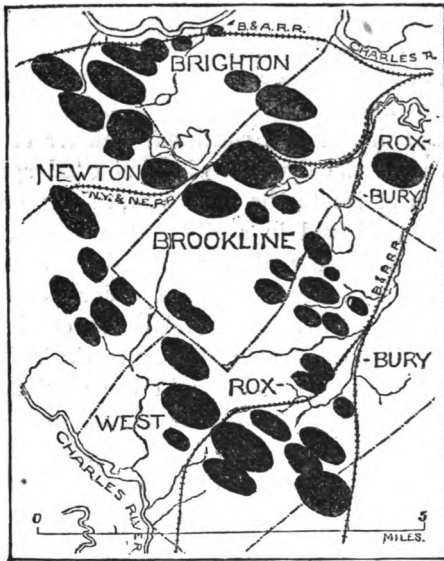 B. & A. R. R.
CHARLES R.
BRIGHTON
ROX-
NEWTON
BURY
N.Y. & N.E. R.R.
BROOKLINE
B. & P. R.R.
-BURY
ROX-
WEST
CHARLES RIVER
0 5
MILES.